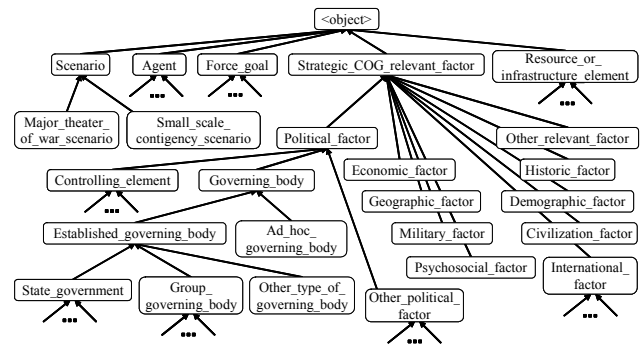 <object>
Scenario
Agent
Force_goal
Strategic_COG_relevant_factor
Resource_or_
infrastructure_element
Major_theater_
of_war_scenario
Small_scale_
contigency_scenario
Political_factor
Other_relevant_factor
Economic_factor
Historic_factor
Controlling_element
Governing_body
Geographic_factor
Demographic_factor
Established_governing_body
Ad_hoc_
governing_body
Military_factor
Civilization_factor
Psychosocial_factor
International_
factor
State_government
Group_
governing_body
Other_type_of_
governing_body
Other_political_
factor